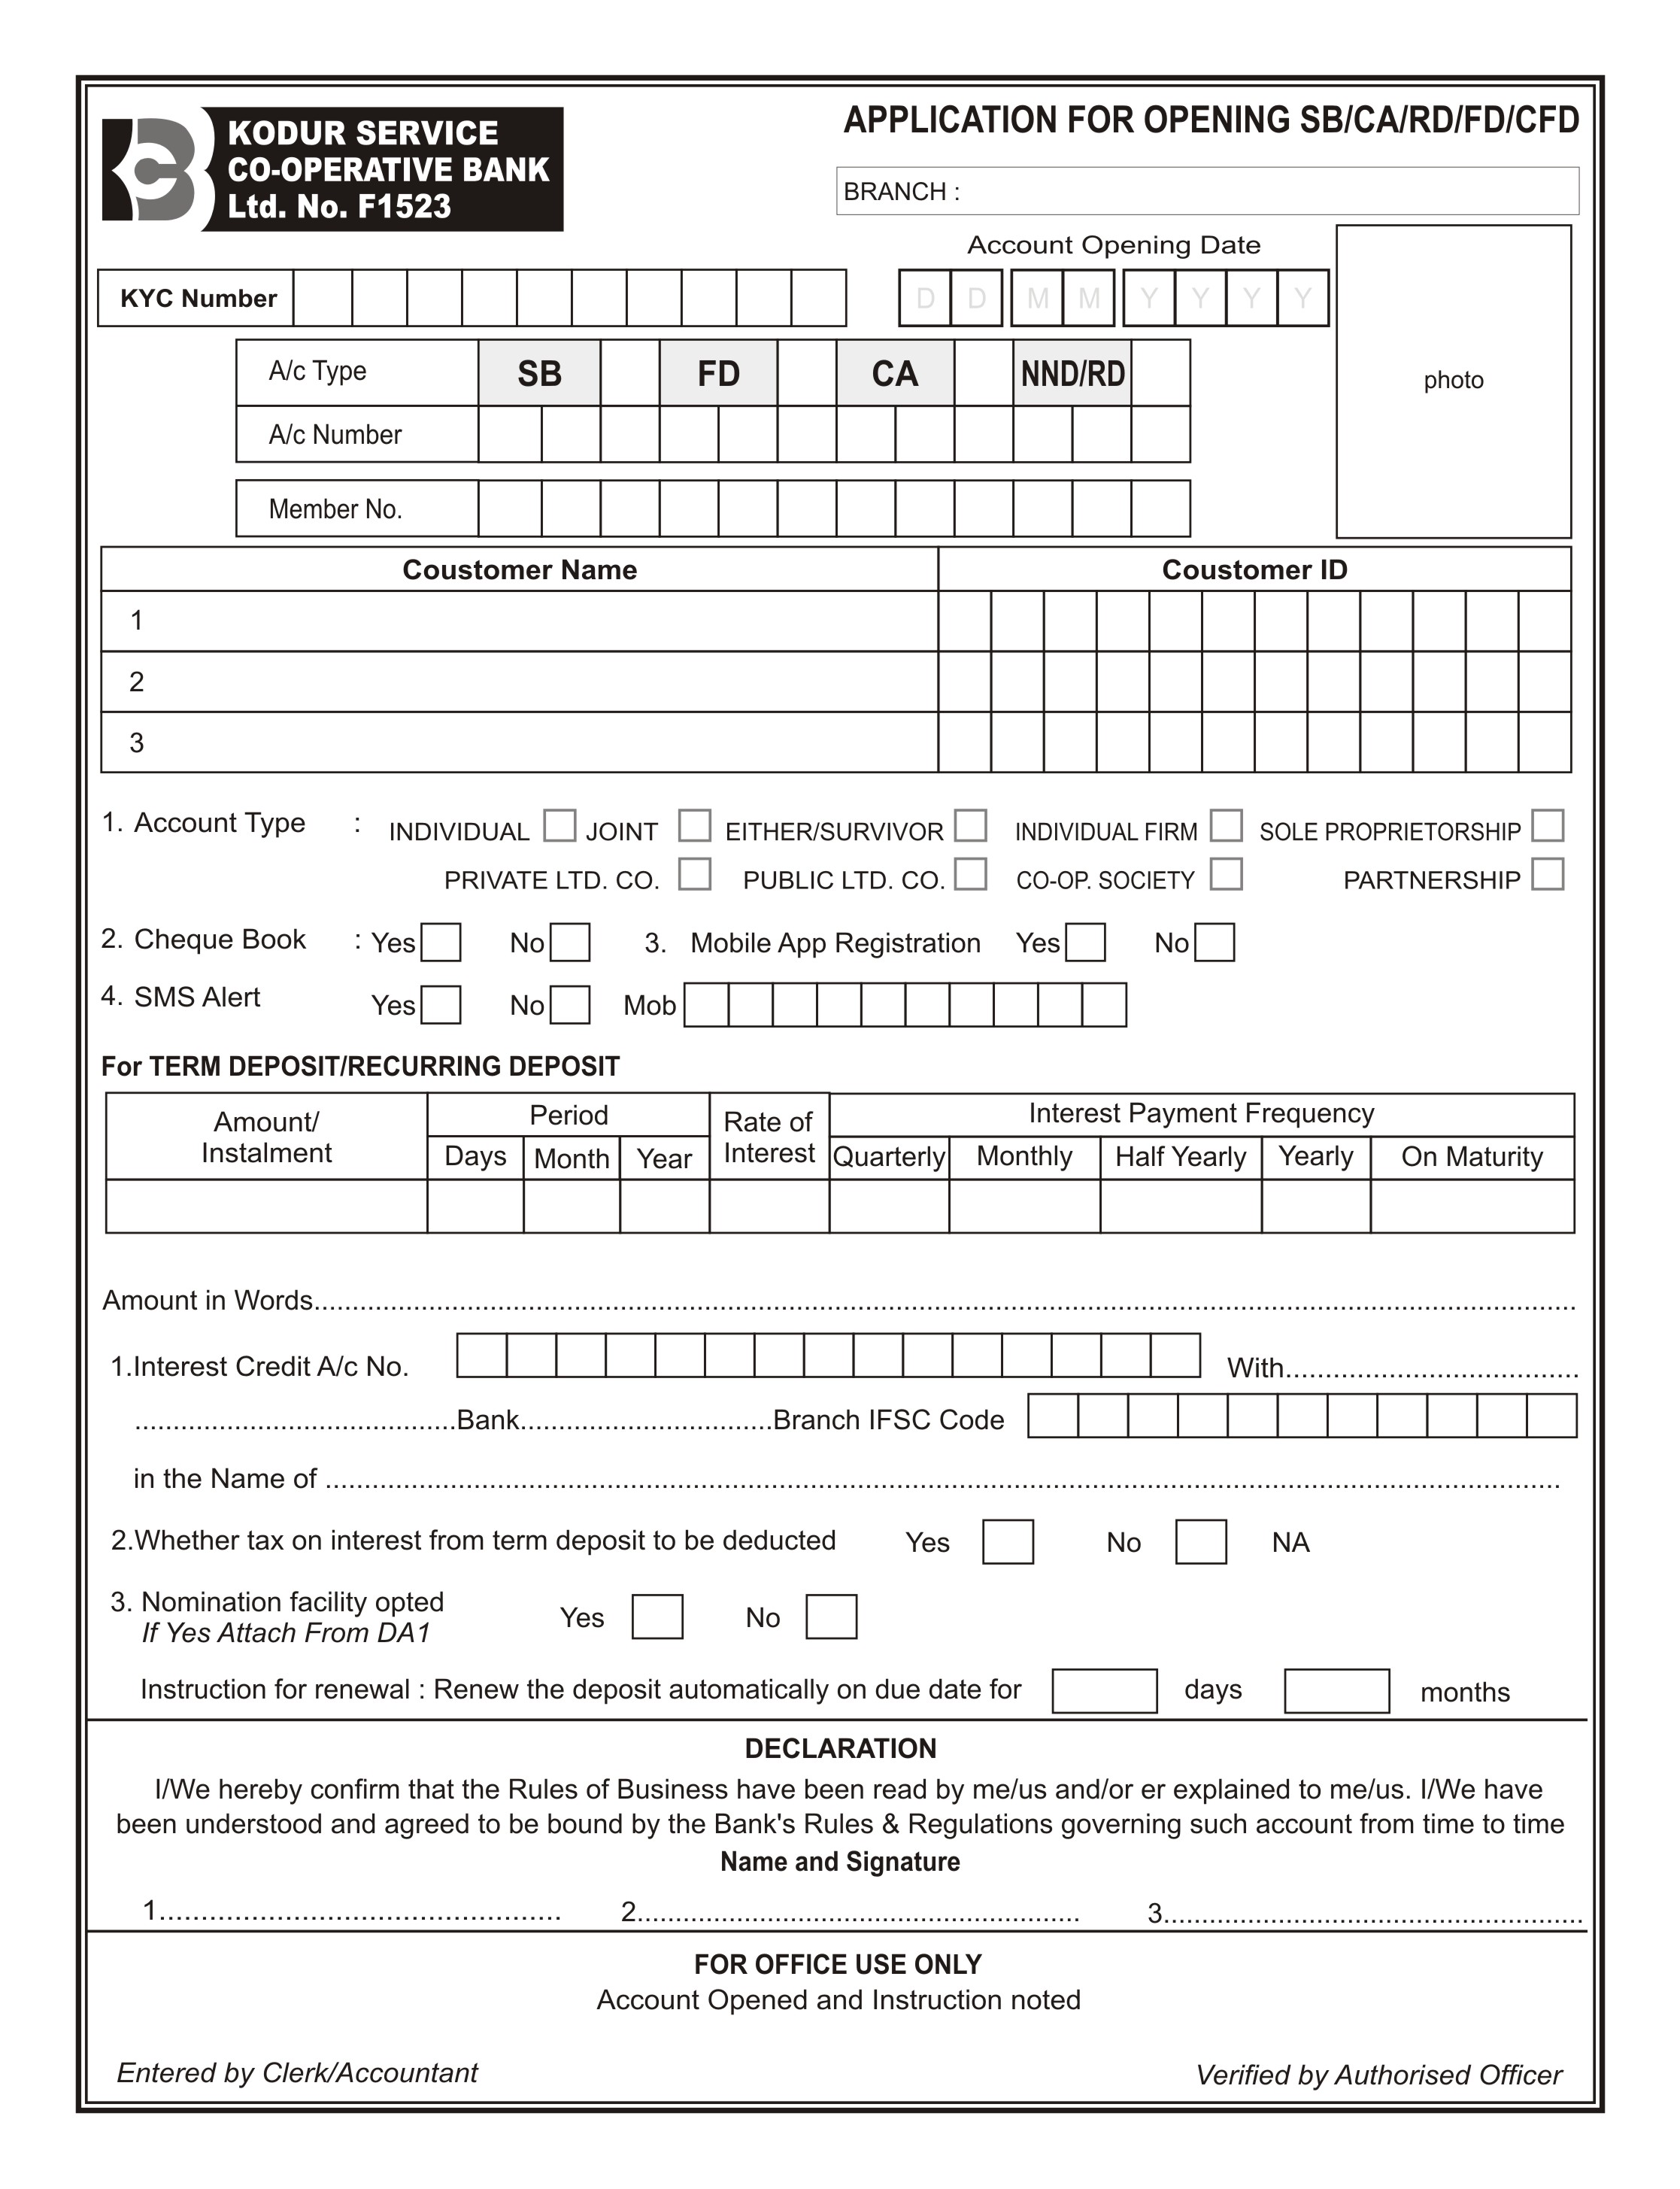 KODUR SERVICE
CO-OPERATIVE BANK
Ltd. No. F1523
APPLICATION FOR OPENING SB/CA/RD/FD/CFD
BRANCH :
Account Opening Date
KYC Number
D D M M Y Y Y Y
photo
A/c Type SB FD CA NND/RD
A/c Number
Member No.
Coustomer Name Coustomer ID
1
2
3
1. Account Type : INDIVIDUAL JOINT EITHER/SURVIVOR INDIVIDUAL FIRM SOLE PROPRIETORSHIP
PRIVATE LTD. CO. PUBLIC LTD. CO. CO-OP. SOCIETY PARTNERSHIP
2. Cheque Book : Yes No 3. Mobile App Registration Yes No
4. SMS Alert Yes No Mob
For TERM DEPOSIT/RECURRING DEPOSIT
Amount/
Instalment
Period
Days Month Year
Rate of
Interest
Interest Payment Frequency
Quarterly Monthly Half Yearly Yearly On Maturity
Amount in Words..........
1.Interest Credit A/c No. With..........
..........Bank..........Branch IFSC Code
in the Name of ..........
2.Whether tax on interest from term deposit to be deducted Yes No NA
3. Nomination facility opted Yes No
If Yes Attach From DA1
Instruction for renewal : Renew the deposit automatically on due date for days months
DECLARATION
I/We hereby confirm that the Rules of Business have been read by me/us and/or er explained to me/us. I/We have
been understood and agreed to be bound by the Bank's Rules & Regulations governing such account from time to time
Name and Signature
1.......... 2.......... 3..........
FOR OFFICE USE ONLY
Account Opened and Instruction noted
Entered by Clerk/Accountant Verified by Authorised Officer